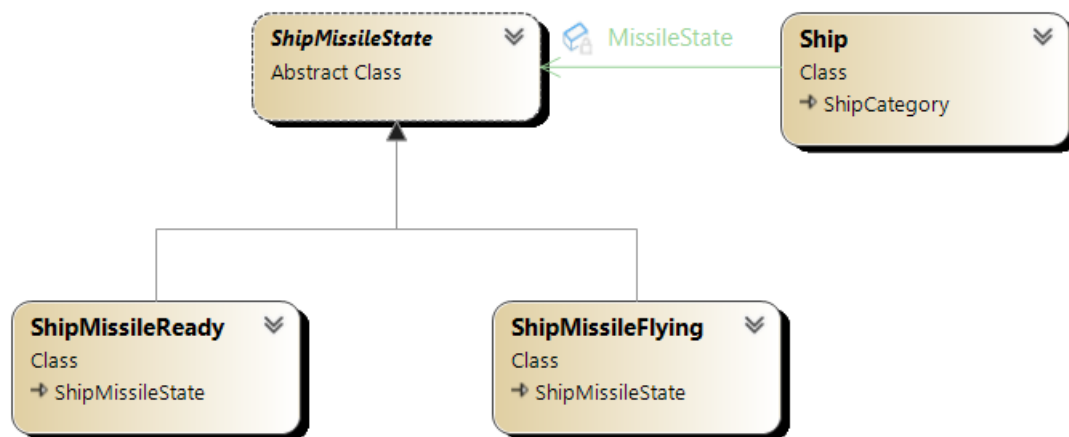 ShipMissileState
Abstract Class
MissileState
Ship
Class
ShipCategory
ShipMissileReady
Class
ShipMissileState
ShipMissileFlying
Class
ShipMissileState